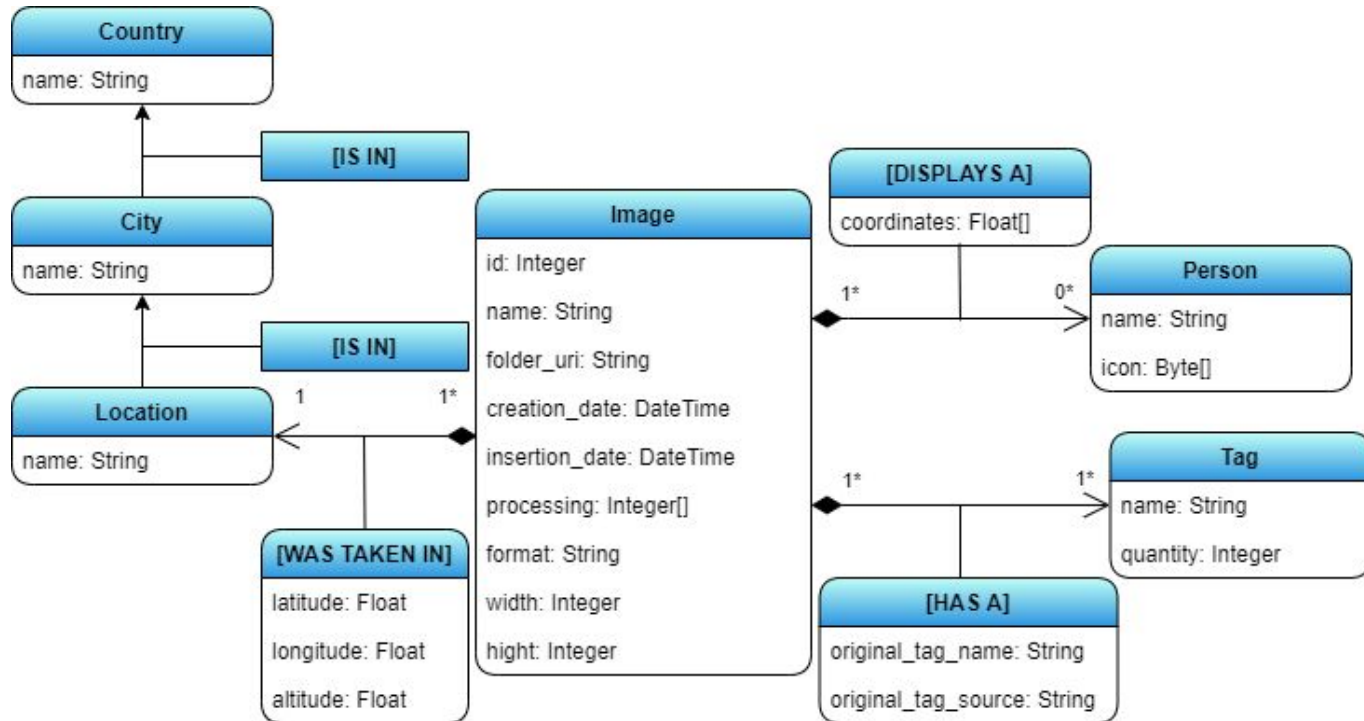 Country
name: String
[IS IN]
City
name: String
[IS IN]
Location
name: String
1
1*
[WAS TAKEN IN]
latitude: Float
longitude: Float
altitude: Float
Image
id: Integer
name: String
folder_uri: String
creation_date: DateTime
insertion_date: DateTime
processing: Integer[]
format: String
width: Integer
hight: Integer
[DISPLAYS A]
coordinates: Float[]
1*
0*
Person
name: String
icon: Byte[]
1*
1*
Tag
name: String
quantity: Integer
[HAS A]
original_tag_name: String
original_tag_source: String